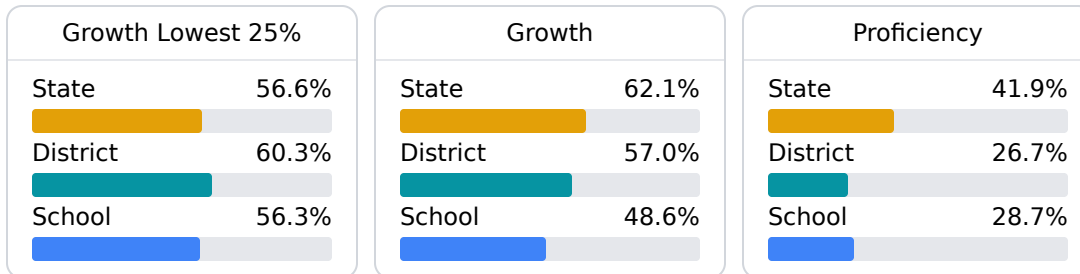 Growth Lowest 25%
State 56.6%
District 60.3%
School 56.3%
Growth
State 62.1%
District 57.0%
School 48.6%
Proficiency
State 41.9%
District 26.7%
School 28.7%